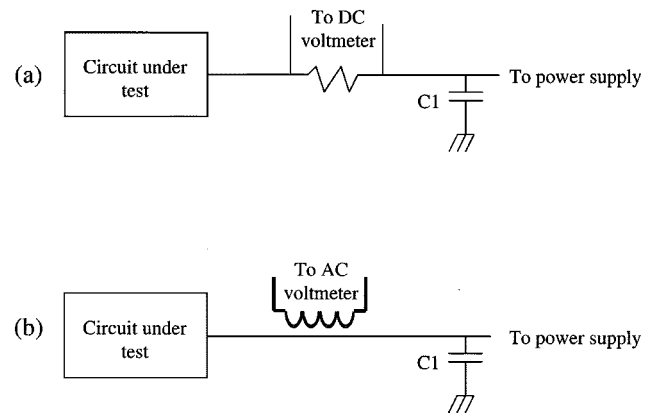 To DC
voltmeter
(a)
Circuit under
test
To power supply
C1
To AC
voltmeter
(b)
Circuit under
test
To power supply
C1